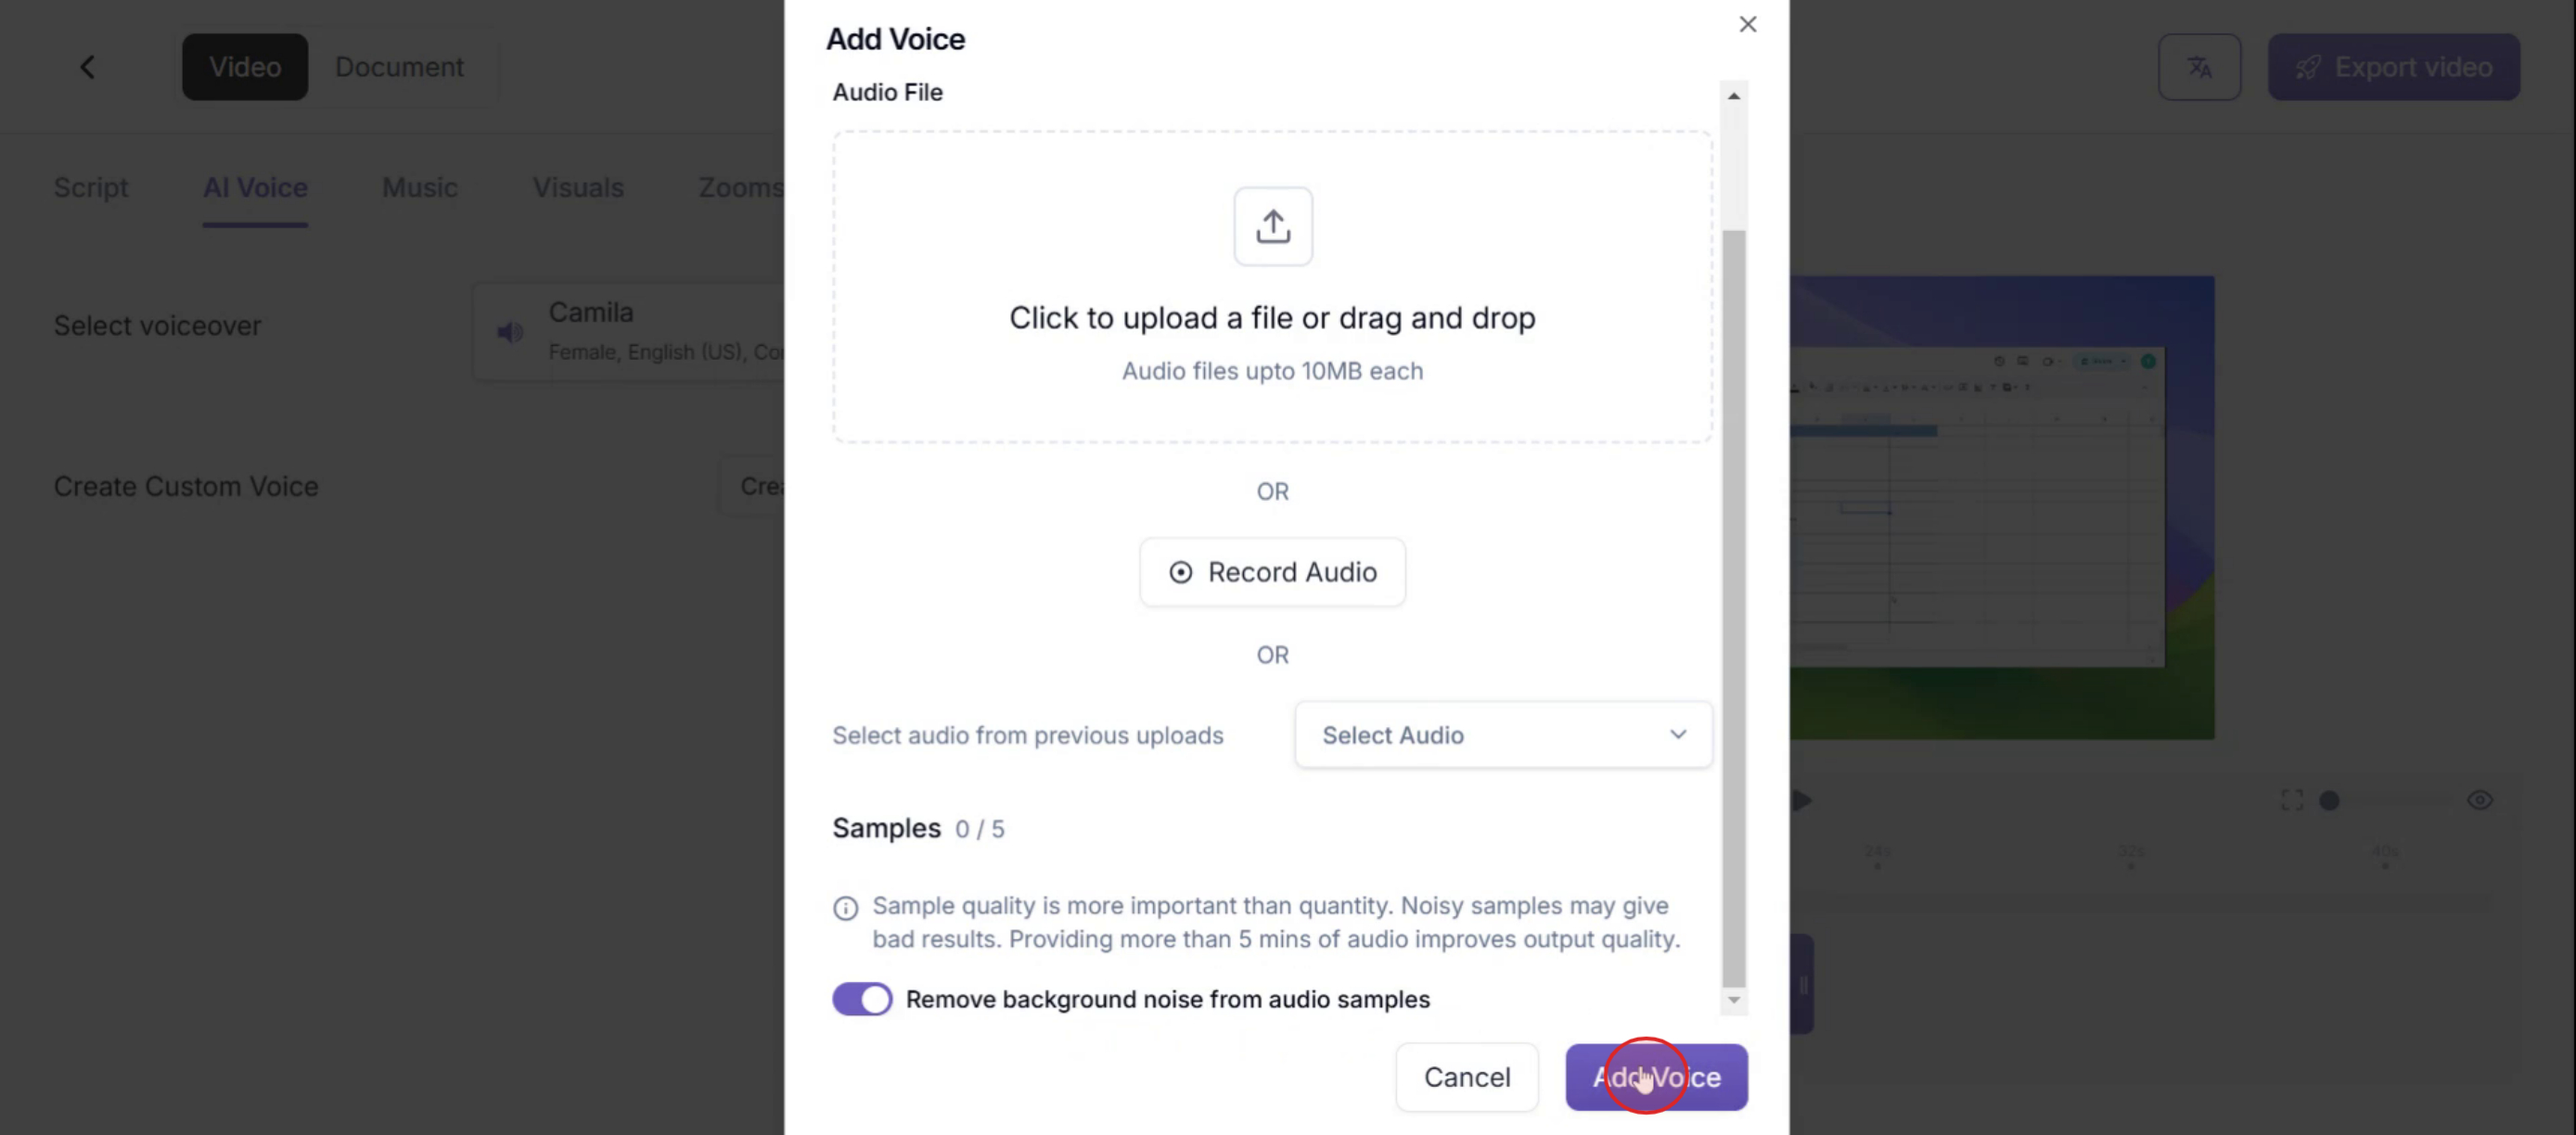 Add Voice
Video
Document
Export video
Audio File
Script
AI Voice
Music
Visuals
Zooms
Click to upload a file or drag and drop
Audio files upto 10MB each
Select voiceover
Camila
Female, English (US),
Create Custom Voice
OR
Record Audio
OR
Select audio from previous uploads
Select Audio
Samples 0 / 5
24s
32s
40s
Sample quality is more important than quantity. Noisy samples may give
bad results. Providing more than 5 mins of audio improves output quality.
Remove background noise from audio samples
Cancel
Add Voice